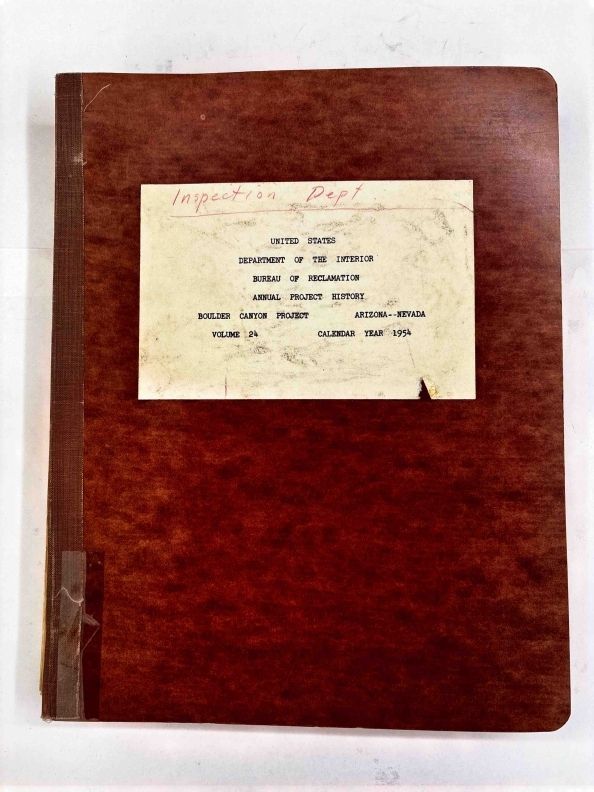 Inspection Dept
UNITED STATES
DEPARTMENT OF THE INTERIOR
BUREAU OF RECLAMATION
ANNUAL PROJECT HISTORY
BOULDER CANYON PROJECT ARIZONA--NEVADA
VOLUME 24 CALENDAR YEAR 1954